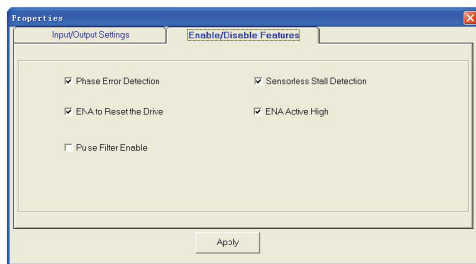 Properties
Input/Output Settings
Enable/Disable Features
Phase Error Detection
Sensorless Stall Detection
ENA to Reset the Drive
ENA Active High
Pulse Filter Enable
Apply